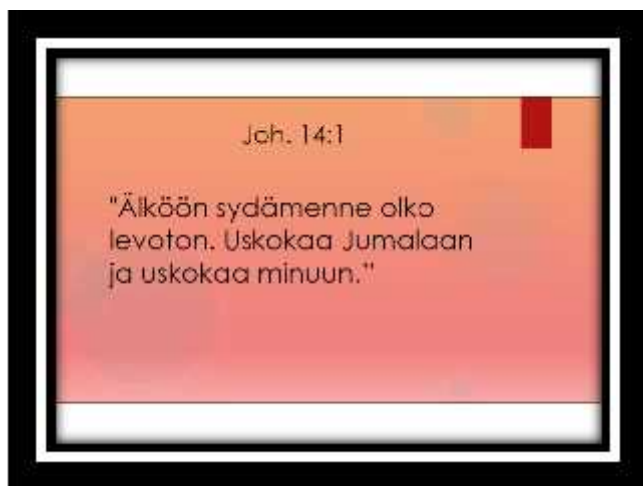 Joh. 14:1
"Älköön sydämenne olko
levoton. Uskokaa Jumalaan
ja uskokaa minuun."